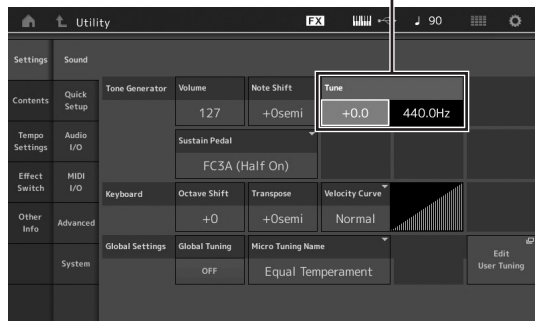 Utility FX 90
Settings Sound
Contents Quick Setup
Tempo Settings Audio I/O
Effect Switch MIDI I/O
Other Info Advanced
System
Tone Generator Volume Note Shift Tune
127 +0semi +0.0 440.0Hz
Sustain Pedal
FC3A (Half On)
Keyboard Octave Shift Transpose Velocity Curve
+0 +0semi Normal
Global Settings Global Tuning Micro Tuning Name
OFF Equal Temperament Edit User Tuning